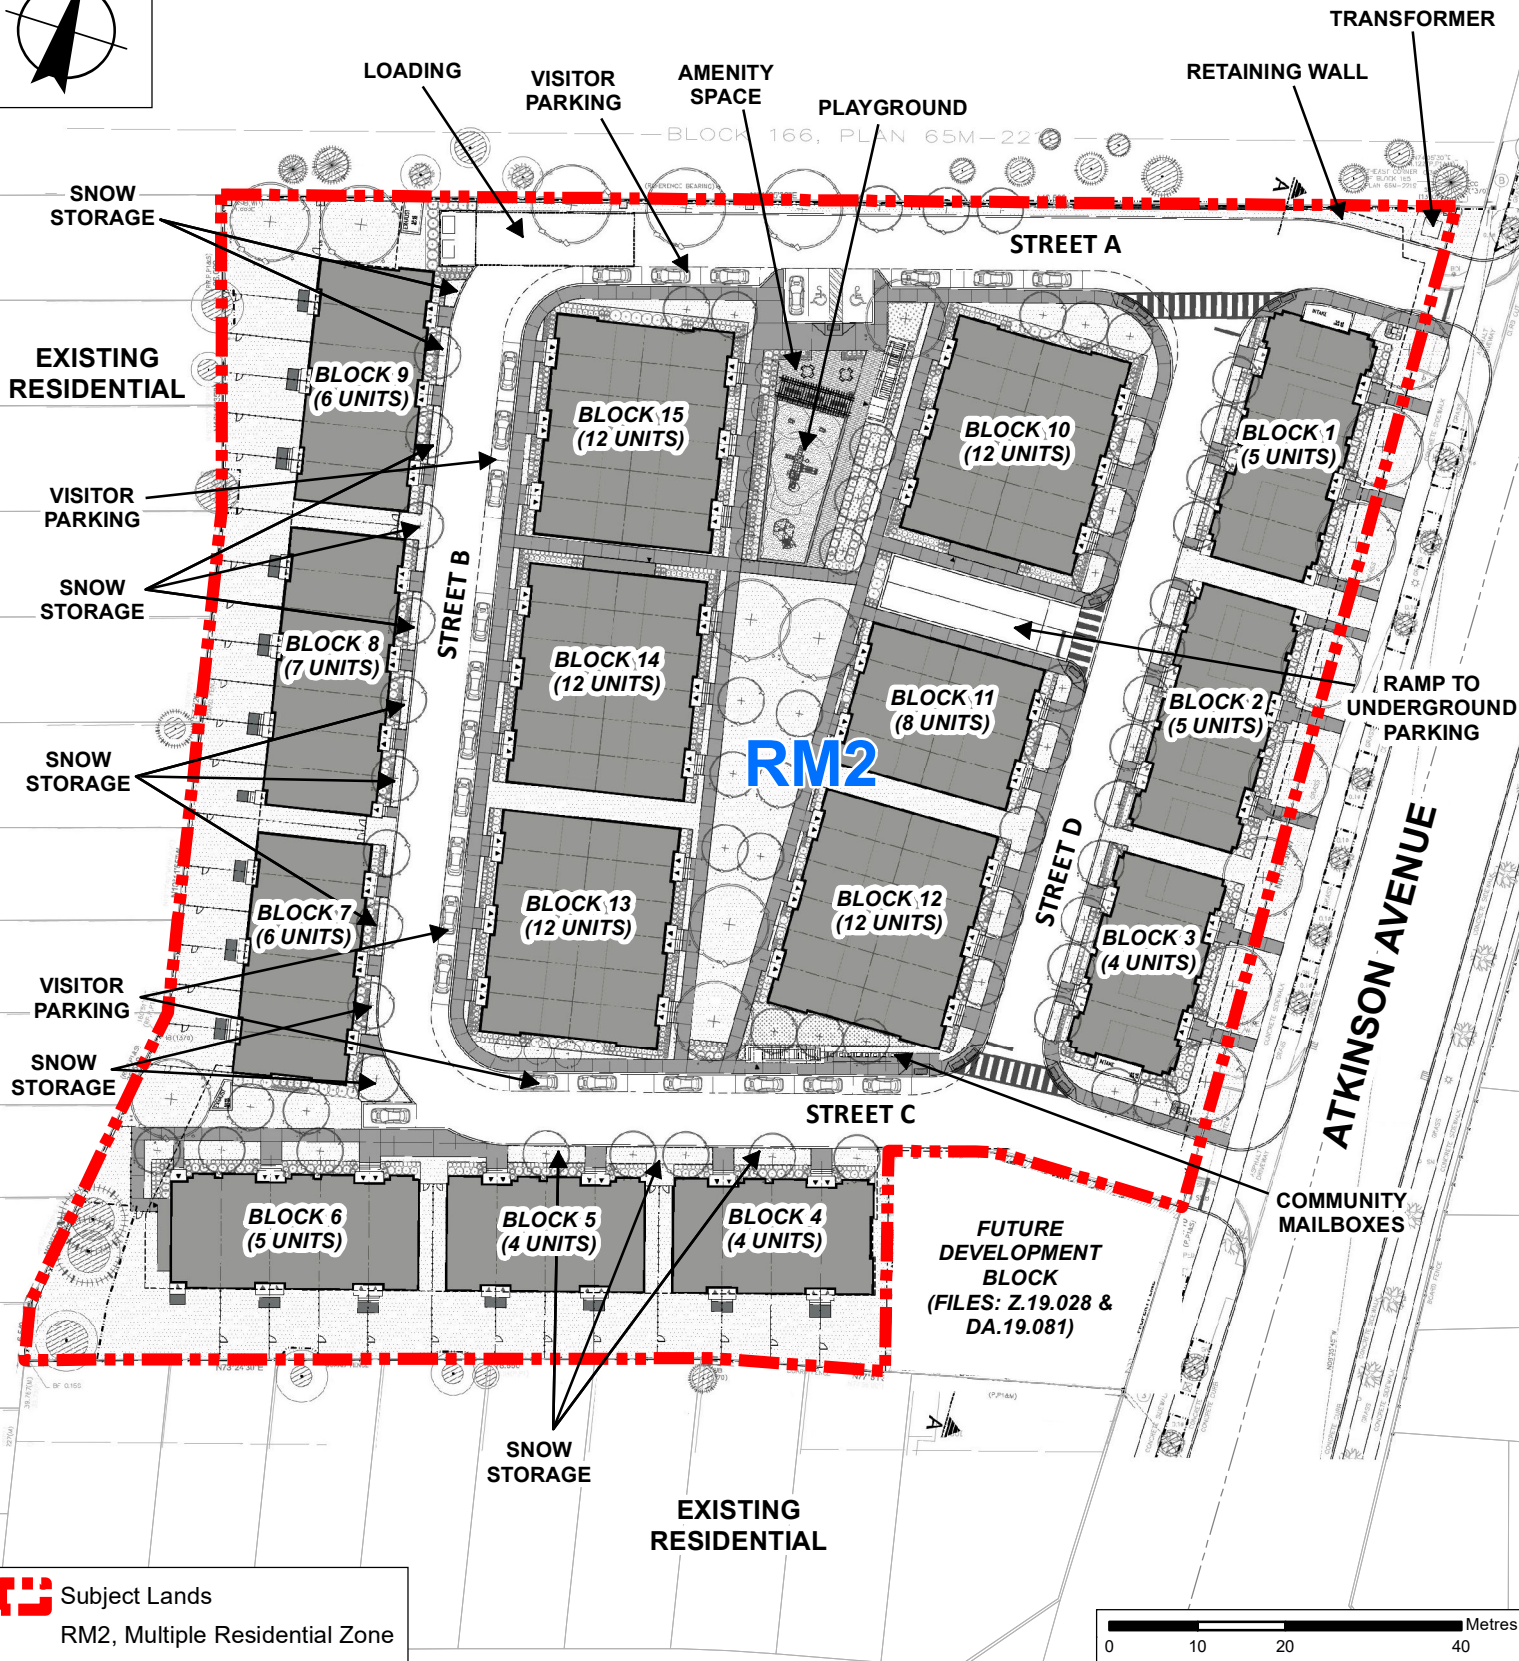 TRANSFORMER
LOADING
VISITOR
PARKING
AMENITY
SPACE
RETAINING WALL
PLAYGROUND
BLOCK 166, PLAN 65M-22
SNOW
STORAGE
STREET A
EXISTING
RESIDENTIAL
BLOCK 9
(6 UNITS)
BLOCK 15
(12 UNITS)
BLOCK 10
(12 UNITS)
BLOCK 1
(5 UNITS)
VISITOR
PARKING
STREET B
SNOW
STORAGE
BLOCK 8
(7 UNITS)
BLOCK 14
(12 UNITS)
BLOCK 11
(8 UNITS)
BLOCK 2
(5 UNITS)
RAMP TO
UNDERGROUND
PARKING
RM2
SNOW
STORAGE
STREET D
ATKINSON AVENUE
BLOCK 7
(6 UNITS)
BLOCK 13
(12 UNITS)
BLOCK 12
(12 UNITS)
BLOCK 3
(4 UNITS)
VISITOR
PARKING
SNOW
STORAGE
STREET C
COMMUNITY
MAILBOXES
BLOCK 6
(5 UNITS)
BLOCK 5
(4 UNITS)
BLOCK 4
(4 UNITS)
FUTURE
DEVELOPMENT
BLOCK
(FILES: Z.19.028 &
DA.19.081)
SNOW
STORAGE
EXISTING
RESIDENTIAL
Subject Lands
RM2, Multiple Residential Zone
Metres
0 10 20 40